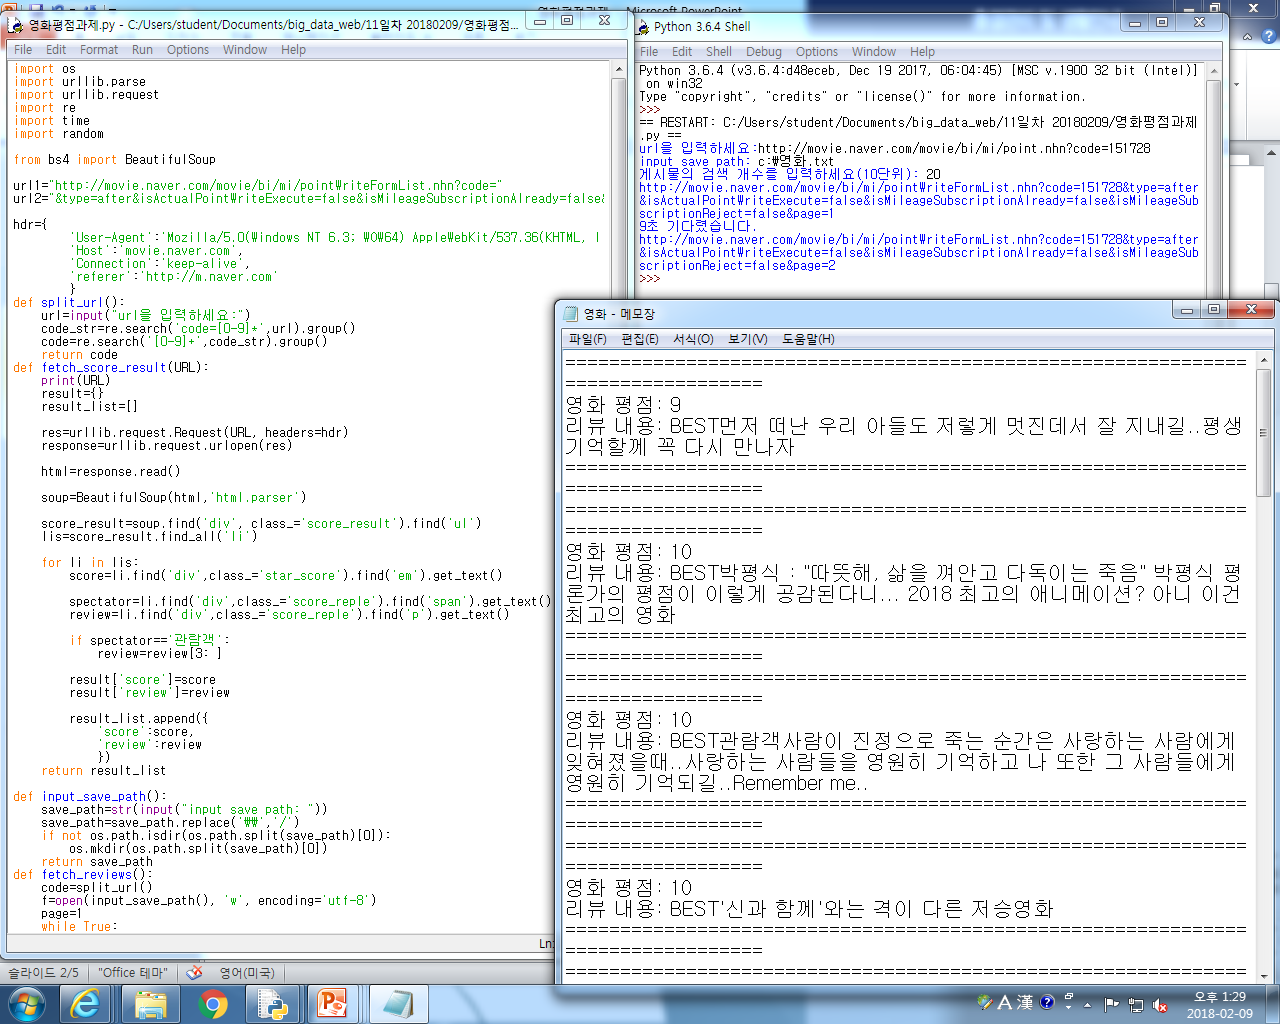 영화평점과제.py - C:/Users/student/Documents/big_data_web/11일차 20180209/영화평점...
File Edit Format Run Options Window Help
import os
import urllib.parse
import urllib.request
import re
import time
import random
from bs4 import BeautifulSoup
url1="http://movie.naver.com/movie/bi/mi/pointWriteFormList.nhn?code="
url2="&type=after&isActualPointWriteExecute=false&isMileageSubscriptionAlready=false&
hdr={
'User-Agent':'Mozilla/5.0(Windows NT 6.3; WOW64) AppleWebKit/537.36(KHTML, l
'Host':'movie.naver.com',
'Connection':'keep-alive',
'referer':'http://m.naver.com'
}
def split_url():
url=input("url을 입력하세요:")
code_str=re.search('code=[0-9]*',url).group()
code=re.search('[0-9]+',code_str).group()
return code
def fetch_score_result(URL):
print(URL)
result={}
result_list=[]
res=urllib.request.Request(URL, headers=hdr)
response=urllib.request.urlopen(res)
html=response.read()
soup=BeautifulSoup(html,'html.parser')
score_result=soup.find('div', class_='score_result').find('ul')
lis=score_result.find_all('li')
for li in lis:
score=li.find('div',class_='star_score').find('em').get_text()
spectator=li.find('div',class_='score_reple').find('span').get_text()
review=li.find('div',class_='score_reple').find('p').get_text()
if spectator=='관람객':
review=review[3: ]
result['score']=score
result['review']=review
result_list.append({
'score':score,
'review':review
})
return result_list
def input_save_path():
save_path=str(input("input save path: "))
save_path=save_path.replace('₩₩','/')
if not os.path.isdir(os.path.split(save_path)[0]):
os.mkdir(os.path.split(save_path)[0])
return save_path
def fetch_reviews():
code=split_url()
f=open(input_save_path(), 'w', encoding='utf-8')
page=1
while True:
Ln:
Microsoft PowerPoint
Python 3.6.4 Shell
File Edit Shell Debug Options Window Help
Python 3.6.4 (v3.6.4:d48eceb, Dec 19 2017, 06:04:45) [MSC v.1900 32 bit (Intel)]
on win32
Type "copyright", "credits" or "license()" for more information.
>>>
== RESTART: C:/Users/student/Documents/big_data_web/11일차 20180209/영화평점과제
.py ==
url을 입력하세요:http://movie.naver.com/movie/bi/mi/point.nhn?code=151728
input_save path: c:₩영화.txt
게시물의 검색 개수를 입력하세요(10단위): 20
http://movie.naver.com/movie/bi/mi/pointWriteFormList.nhn?code=151728&type=after
&isActualPointWriteExecute=false&isMileageSubscriptionAlready=false&isMileageSub
scriptionReject=false&page=1
9초 기다렸습니다.
http://movie.naver.com/movie/bi/mi/pointWriteFormList.nhn?code=151728&type=after
&isActualPointWriteExecute=false&isMileageSubscriptionAlready=false&isMileageSub
scriptionReject=false&page=2
>>>
영화 - 메모장
파일(F) 편집(E) 서식(O) 보기(V) 도움말(H)
==============================================================
==================
영화 평점: 9
리뷰 내용: BEST먼저 떠난 우리 아들도 저렇게 멋진데서 잘 지내길..평생
기억할께 꼭 다시 만나자
==============================================================
==================
==============================================================
==================
영화 평점: 10
리뷰 내용: BEST박평식 : "따뜻해, 삶을 껴안고 다독이는 죽음" 박평식 평
론가의 평점이 이렇게 공감된다니... 2018 최고의 애니메이션? 아니 이건
최고의 영화
==============================================================
==================
==============================================================
==================
영화 평점: 10
리뷰 내용: BEST관람객사람이 진정으로 죽는 순간은 사랑하는 사람에게
잊혀졌을때..사랑하는 사람들을 영원히 기억하고 나 또한 그 사람들에게
영원히 기억되길..Remember me..
==============================================================
==================
==============================================================
==================
영화 평점: 10
리뷰 내용: BEST'신과 함께'와는 격이 다른 저승영화
==============================================================
==================
==============================================================
슬라이드 2/5 "Office 테마" 영어(미국)
A 漢
오후 1:29
2018-02-09